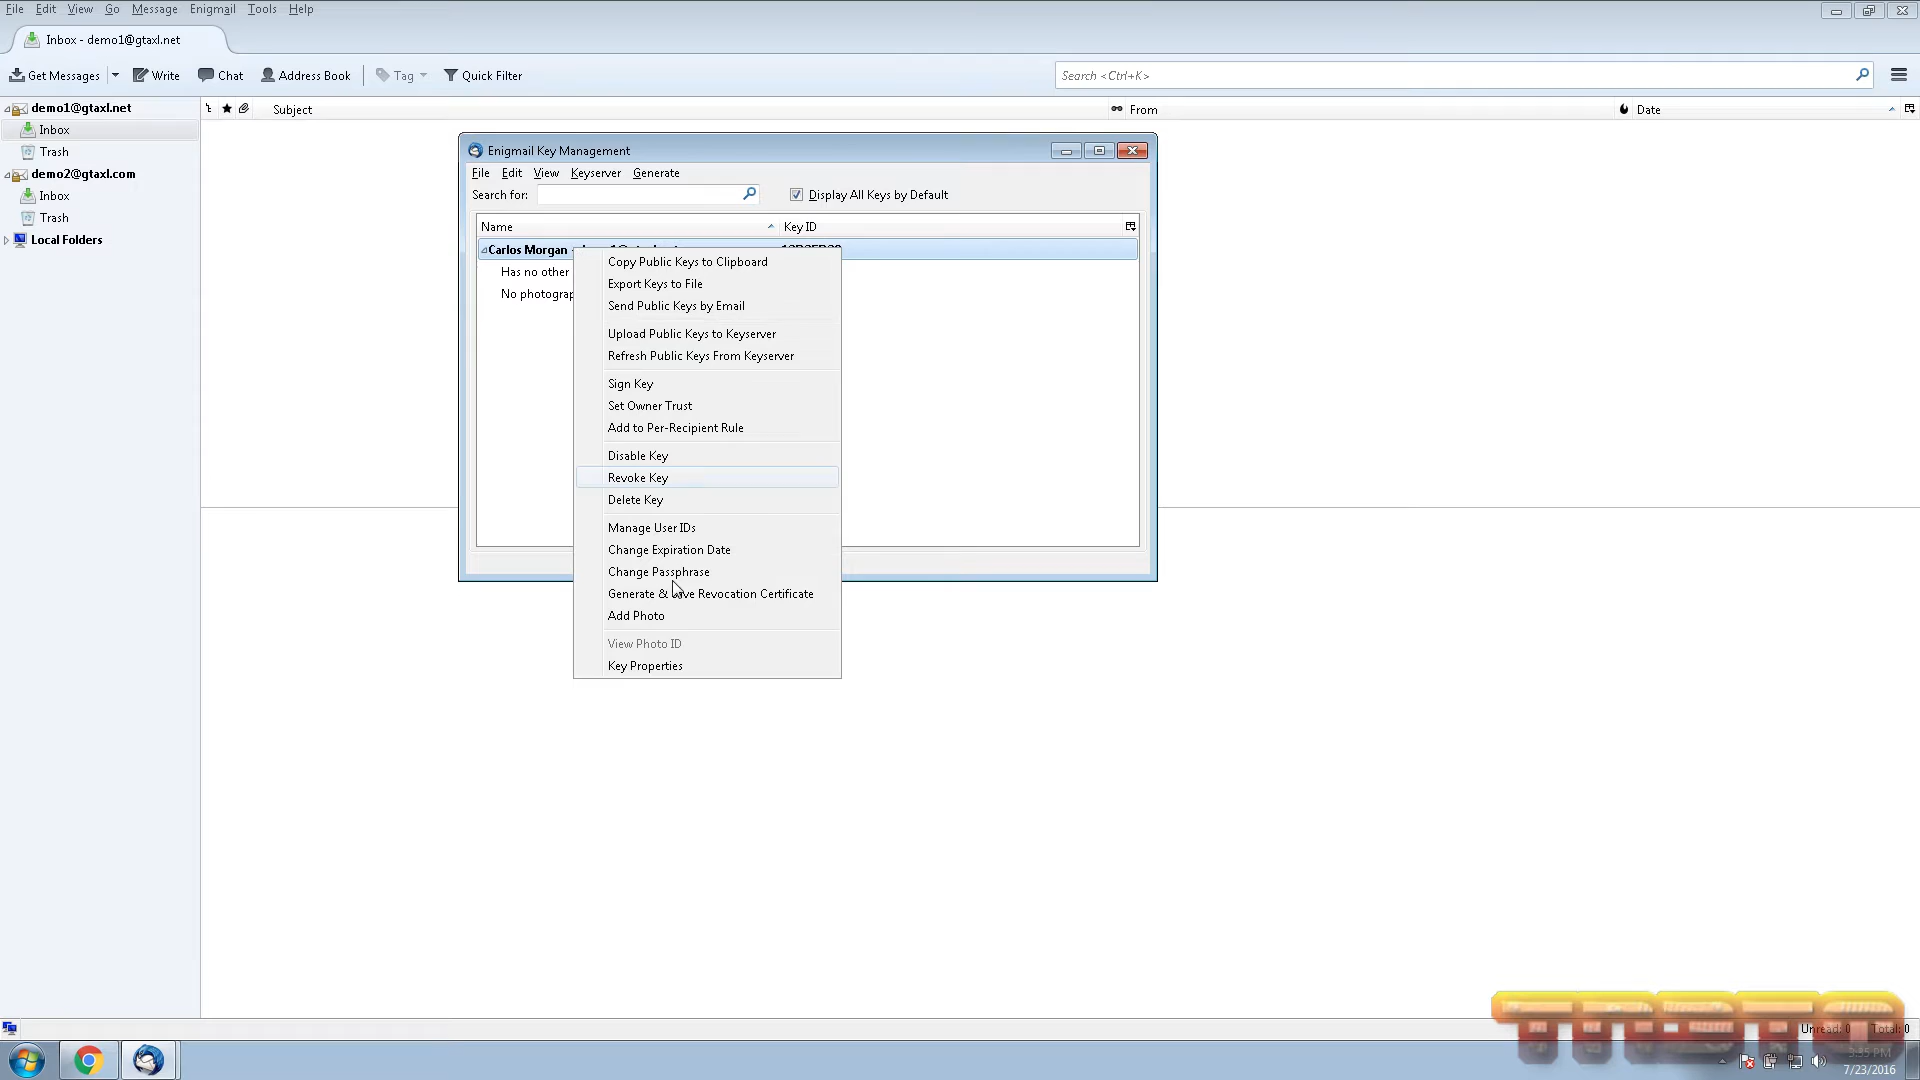 File Edit View Go Message Enigmail Tools Help
Inbox - demo1@gtaxl.net
Get Messages Write Chat Address Book Tag Quick Filter Search <Ctrl+K>
demo1@gtaxl.net
Inbox
Trash
demo2@gtaxl.com
Inbox
Trash
Local Folders
Subject From Date
Enigmail Key Management
File Edit View Keyserver Generate
Search for: Display All Keys by Default
Name Key ID
Carlos Morgan
Has no other
No photograp
Copy Public Keys to Clipboard
Export Keys to File
Send Public Keys by Email
Upload Public Keys to Keyserver
Refresh Public Keys From Keyserver
Sign Key
Set Owner Trust
Add to Per-Recipient Rule
Disable Key
Revoke Key
Delete Key
Manage User IDs
Change Expiration Date
Change Passphrase
Generate & Save Revocation Certificate
Add Photo
View Photo ID
Key Properties
Unread: 0 Total: 0
3:35 PM
7/23/2016